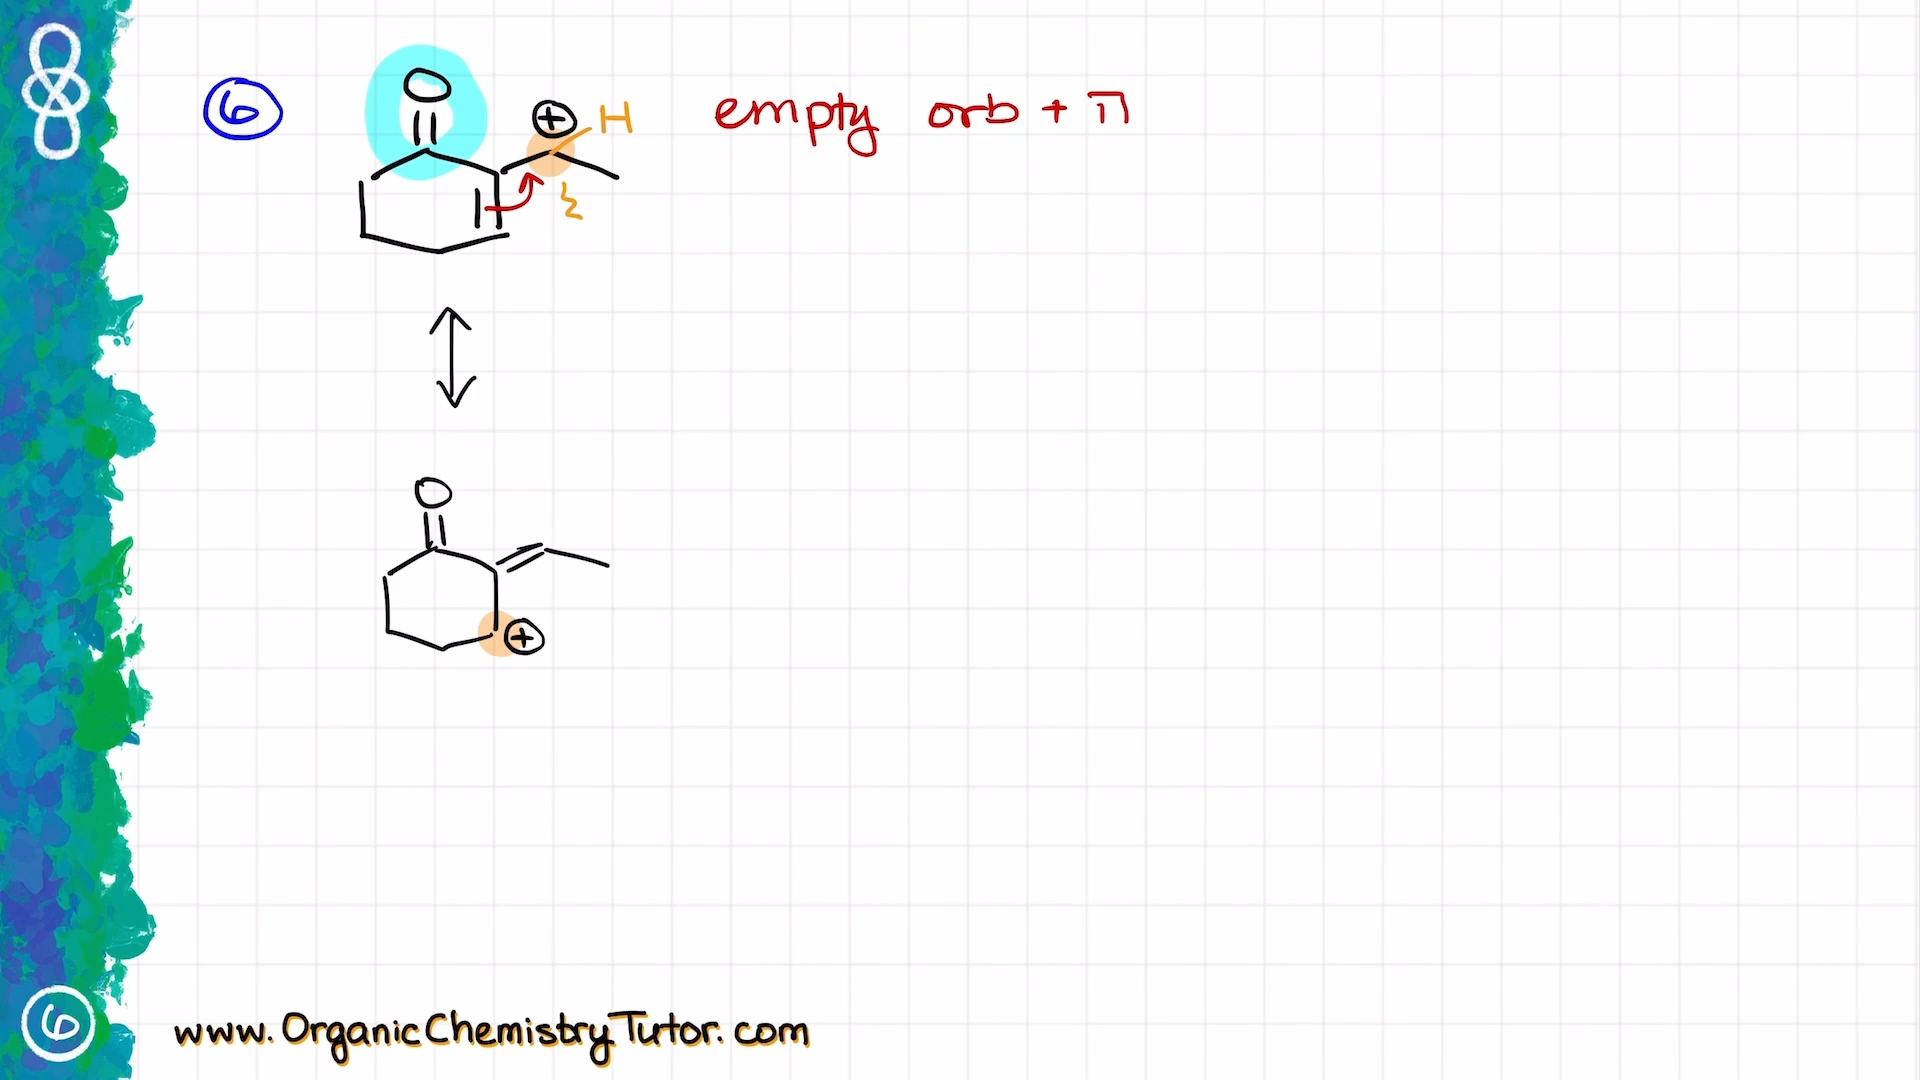 6
O
+
H
empty orb + π
O
+
6
www.OrganicChemistryTutor.com